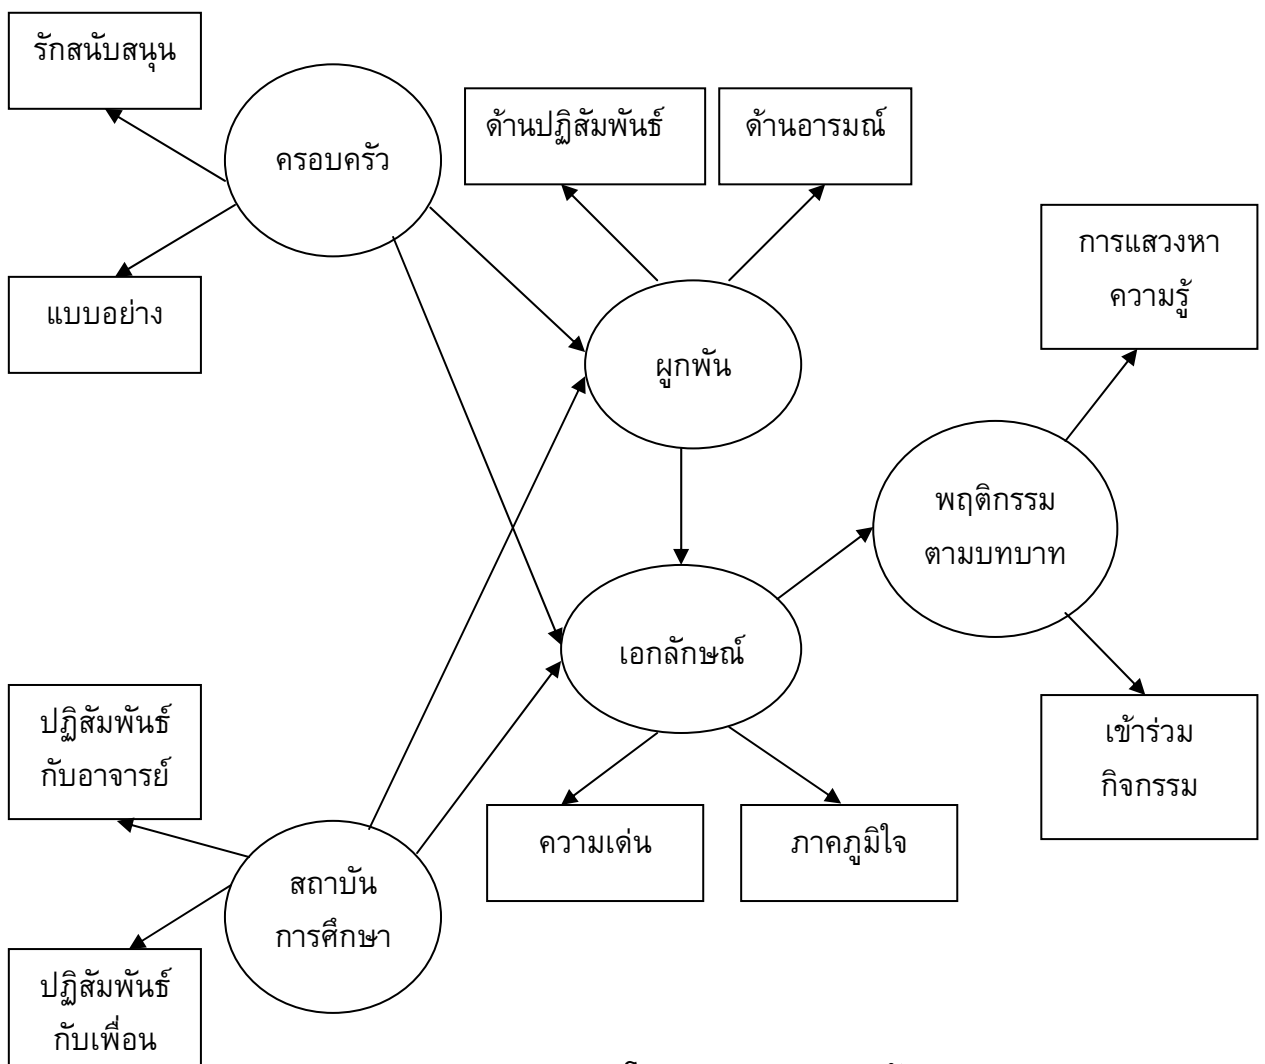 รักสนับสนุน
ครอบครัว
ด้านปฏิสัมพันธ์
ด้านอารมณ์
การแสวงหา
ความรู้
แบบอย่าง
ผูกพัน
พฤติกรรม
ตามบทบาท
เอกลักษณ์
ปฏิสัมพันธ์
กับอาจารย์
เข้าร่วม
กิจกรรม
ความเด่น
ภาคภูมิใจ
สถาบัน
การศึกษา
ปฏิสัมพันธ์
กับเพื่อน